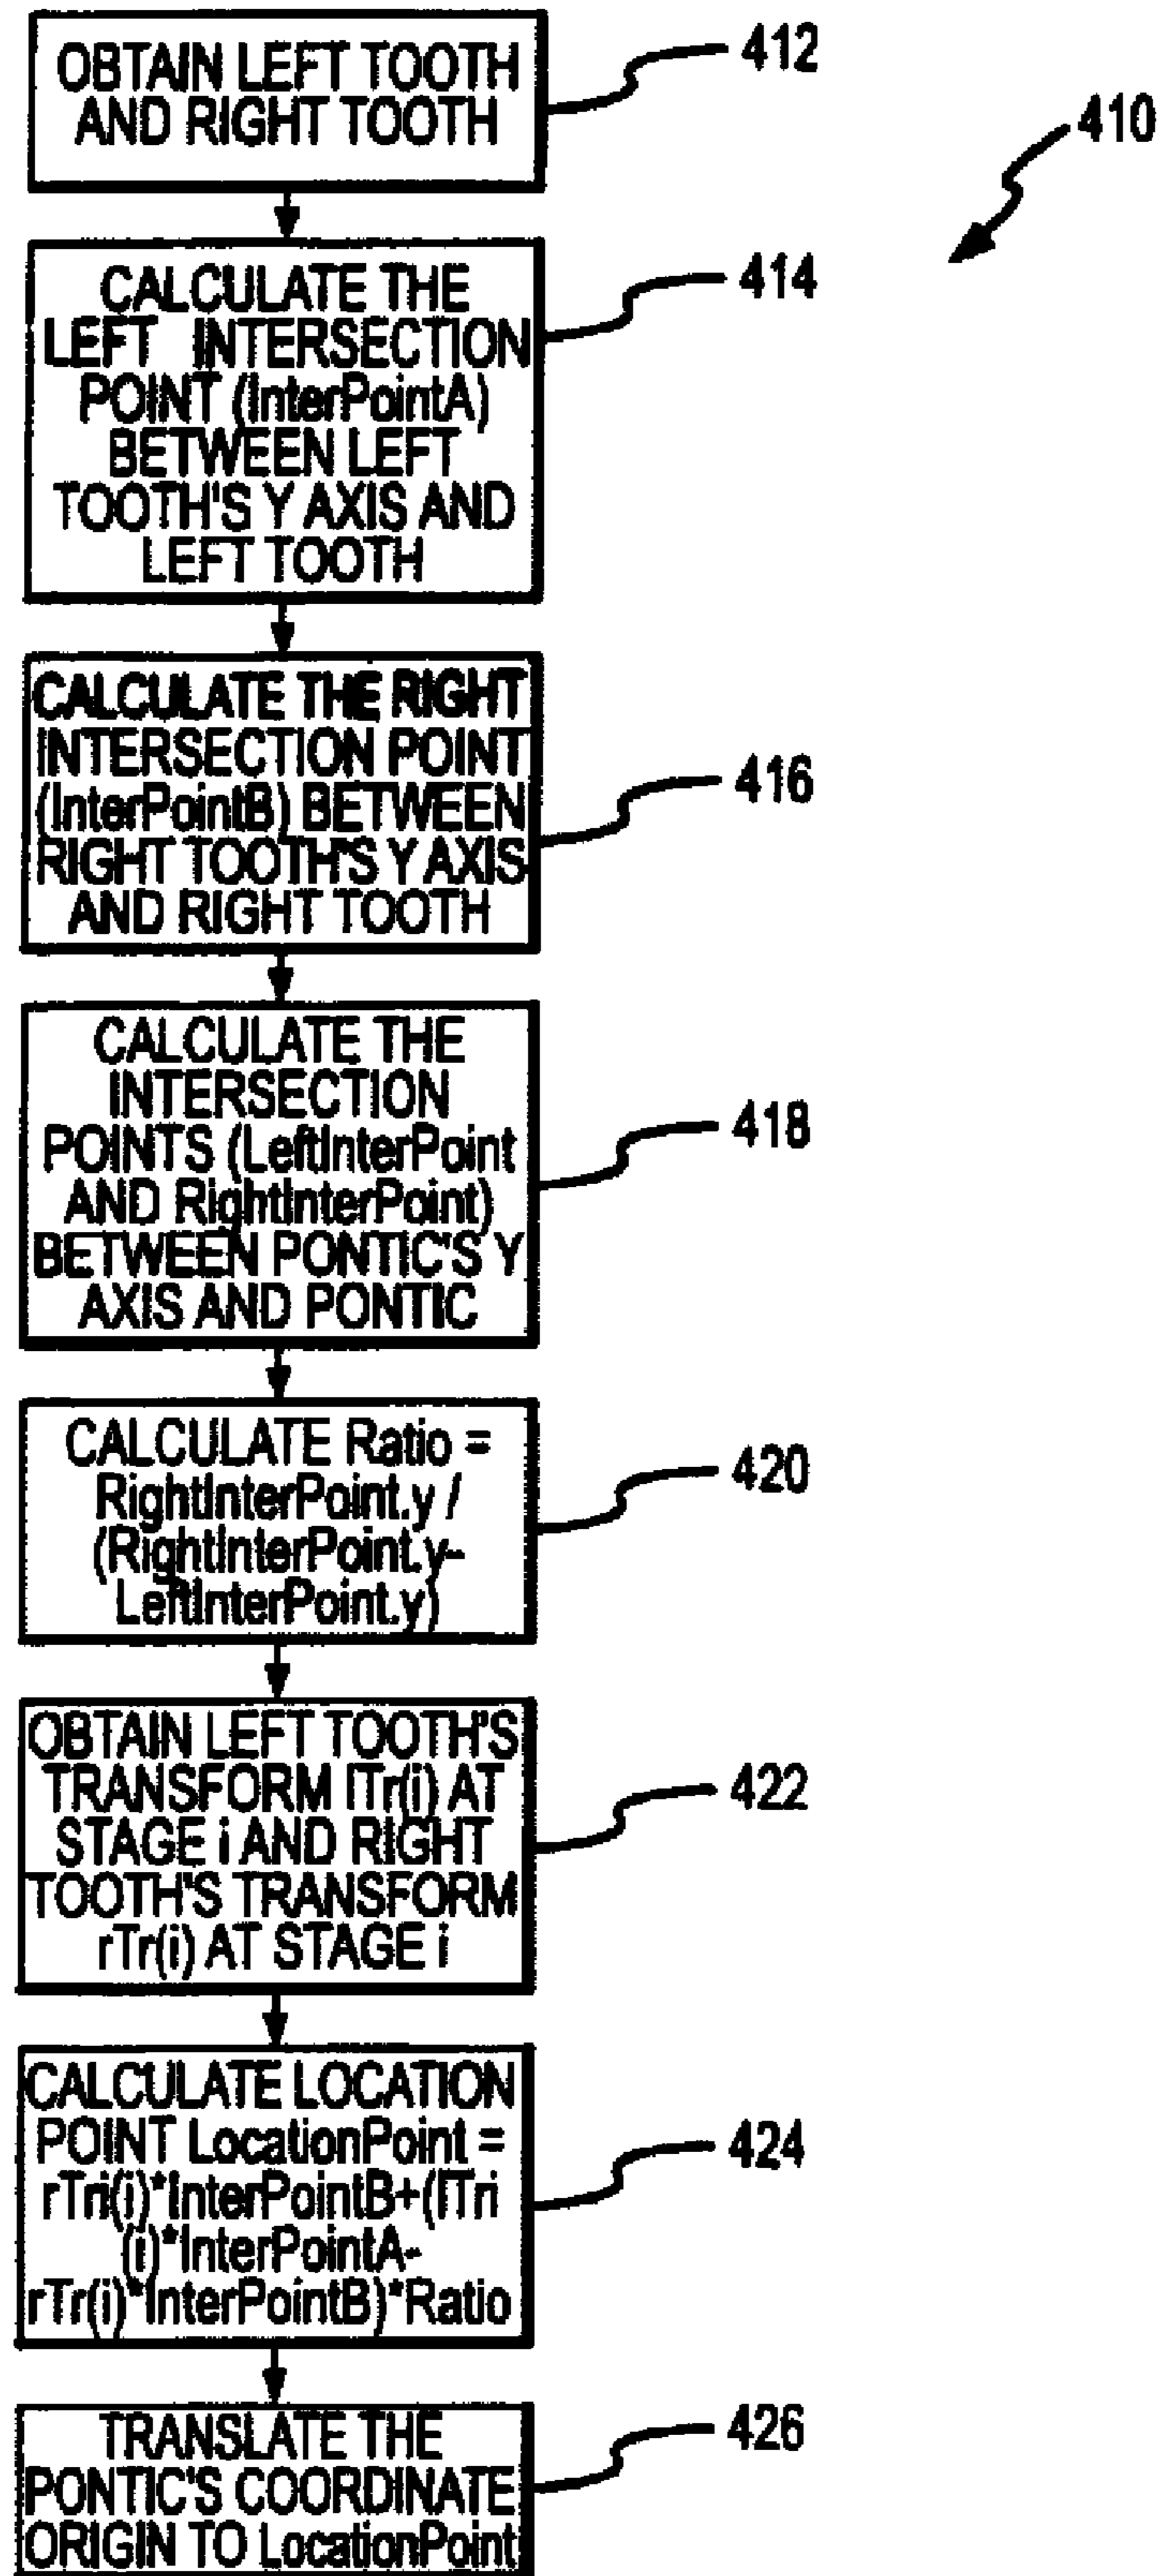 OBTAIN LEFT TOOTH
AND RIGHT TOOTH
412
410
CALCULATE THE
LEFT INTERSECTION
POINT (InterPointA)
BETWEEN LEFT
TOOTH'S Y AXIS AND
LEFT TOOTH
414
CALCULATE THE RIGHT
INTERSECTION POINT
(InterPointB) BETWEEN
RIGHT TOOTH'S Y AXIS
AND RIGHT TOOTH
416
CALCULATE THE
INTERSECTION
POINTS (LeftInterPoint
AND RightInterPoint)
BETWEEN PONTIC'S Y
AXIS AND PONTIC
418
CALCULATE Ratio =
RightInterPoint.y /
(RightInterPoint.y-
LeftInterPoint.y)
420
OBTAIN LEFT TOOTH'S
TRANSFORM lTr(i) AT
STAGE i AND RIGHT
TOOTH'S TRANSFORM
rTr(i) AT STAGE i
422
CALCULATE LOCATION
POINT LocationPoint =
rTri(i)*InterPointB+(lTri
(i)*InterPointA-
rTr(i)*InterPointB)*Ratio
424
TRANSLATE THE
PONTIC'S COORDINATE
ORIGIN TO LocationPoint
426